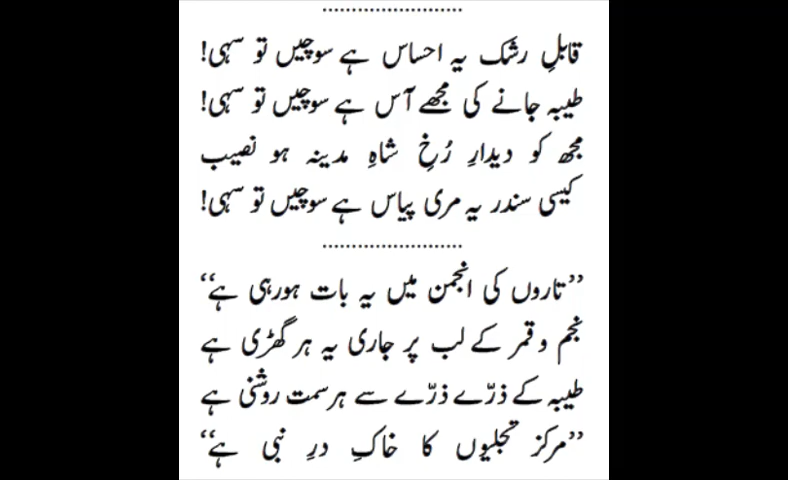 قابلِ رشک یہ احساس ہے سوچیں تو سہی!
طیبہ جانے کی مجھے آس ہے سوچیں تو سہی!
مجھ کو دیدارِ رُخِ شاہِ مدینہ ہو نصیب
کیسی سندر یہ مری پیاس ہے سوچیں تو سہی!
’’تاروں کی انجمن میں یہ بات ہورہی ہے‘‘
نجم و قمر کے لب پر جاری یہ ہر گھڑی ہے
طیبہ کے ذرّے ذرّے سے ہر سمت روشنی ہے
’’مرکز تجلیوں کا خاکِ درِ نبی ہے‘‘